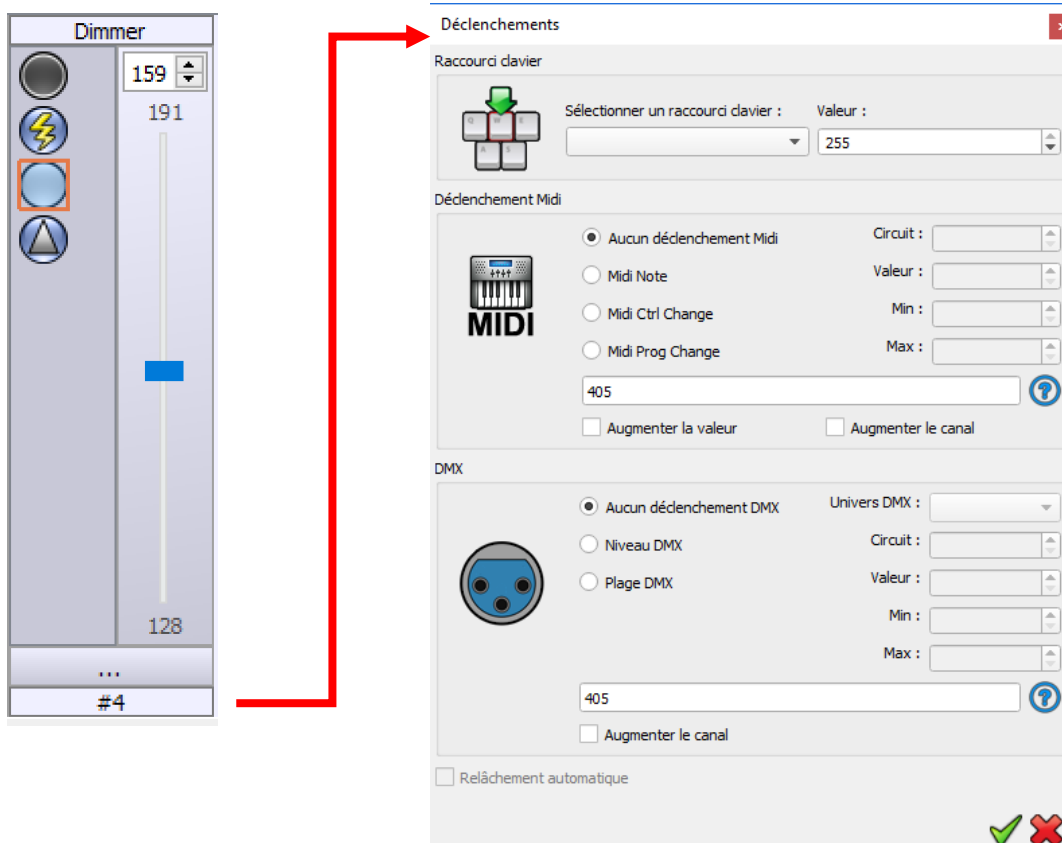 Dimmer
159
191
128
...
#4
Déclenchements
Raccourci clavier
Q W E
A S
Sélectionner un raccourci clavier : Valeur :
255
Déclenchement Midi
MIDI
Aucun déclenchement Midi Circuit :
Midi Note Valeur :
Midi Ctrl Change Min :
Midi Prog Change Max :
405 ?
Augmenter la valeur Augmenter le canal
DMX
Aucun déclenchement DMX Univers DMX :
Niveau DMX Circuit :
Plage DMX Valeur :
Min :
Max :
405 ?
Augmenter le canal
Relâchement automatique